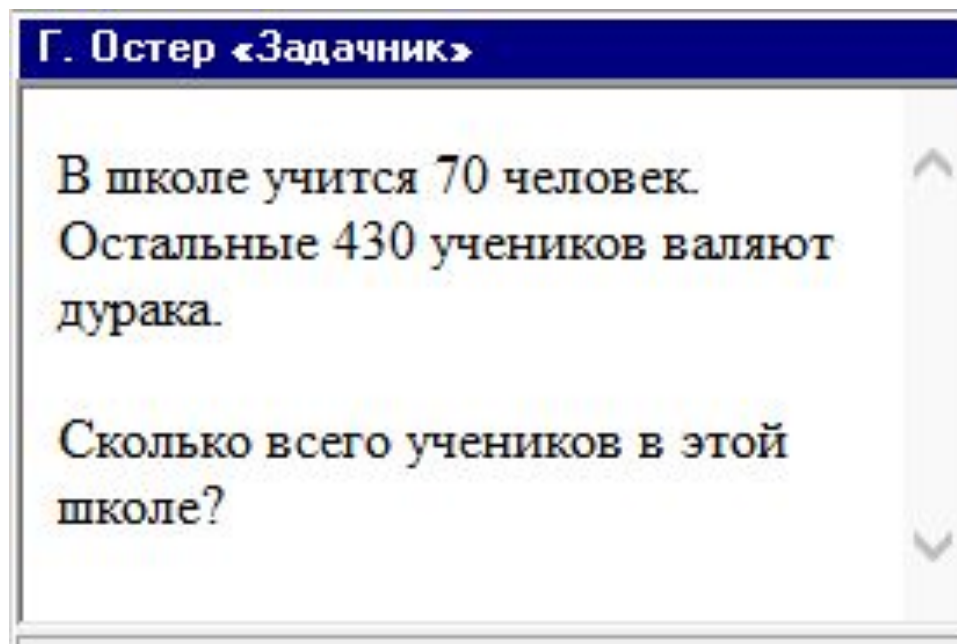 Г. Остер «Задачник»
В школе учится 70 человек.
Остальные 430 учеников валяют
дурака.
Сколько всего учеников в этой
школе?